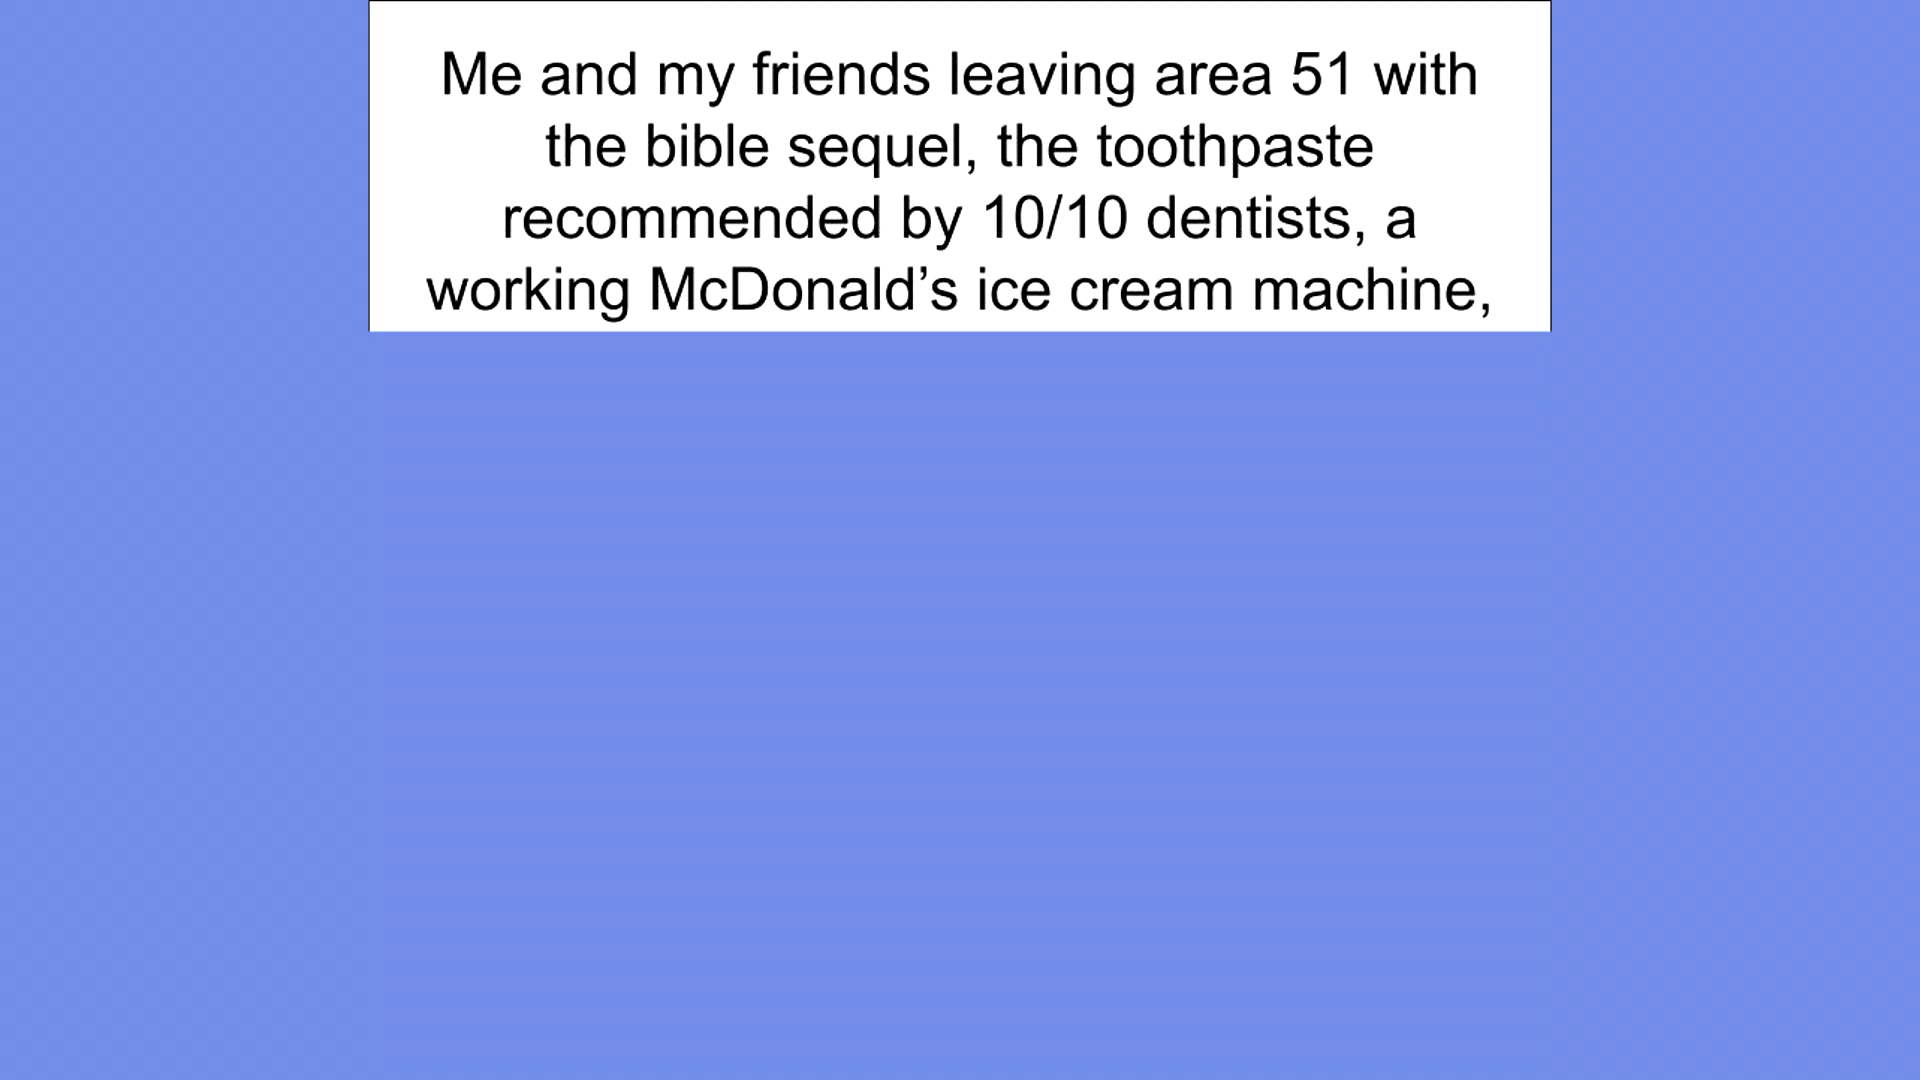 Me and my friends leaving area 51 with
the bible sequel, the toothpaste
recommended by 10/10 dentists, a
working McDonald’s ice cream machine,